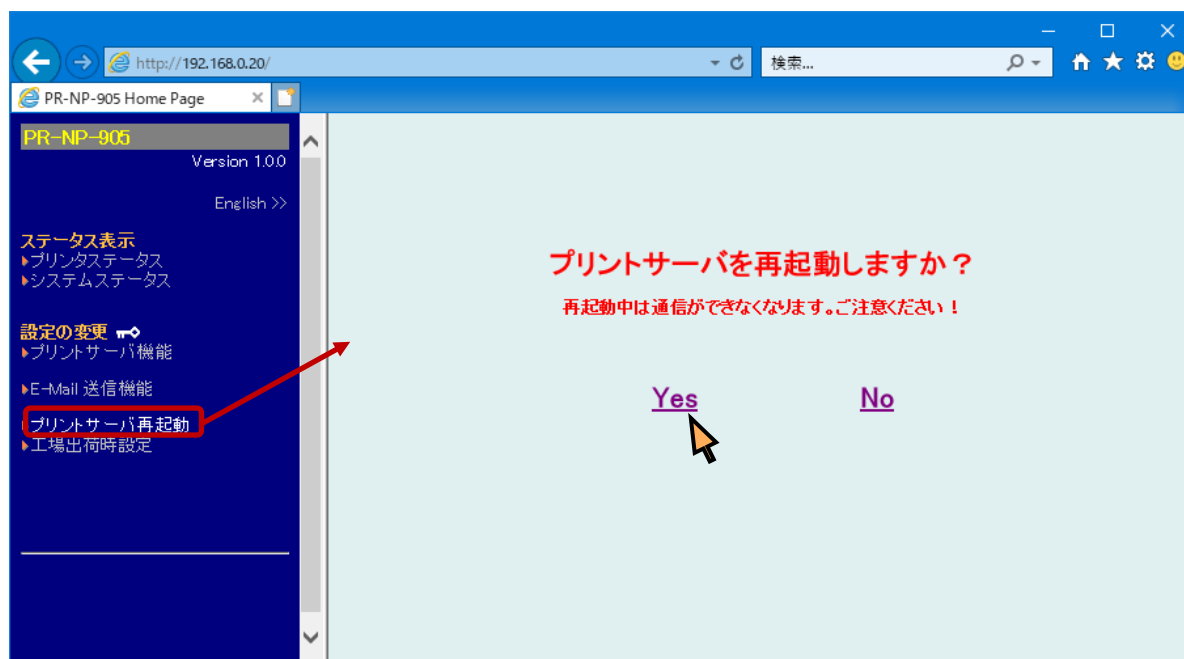 http://192.168.0.20/
検索...
PR-NP-905 Home Page
PR-NP-905
Version 1.0.0
English >>
ステータス表示
プリンタステータス
システムステータス
設定の変更
プリントサーバ機能
E-Mail 送信機能
プリントサーバ再起動
工場出荷時設定
プリントサーバを再起動しますか？
再起動中は通信ができなくなります。ご注意ください！
Yes No